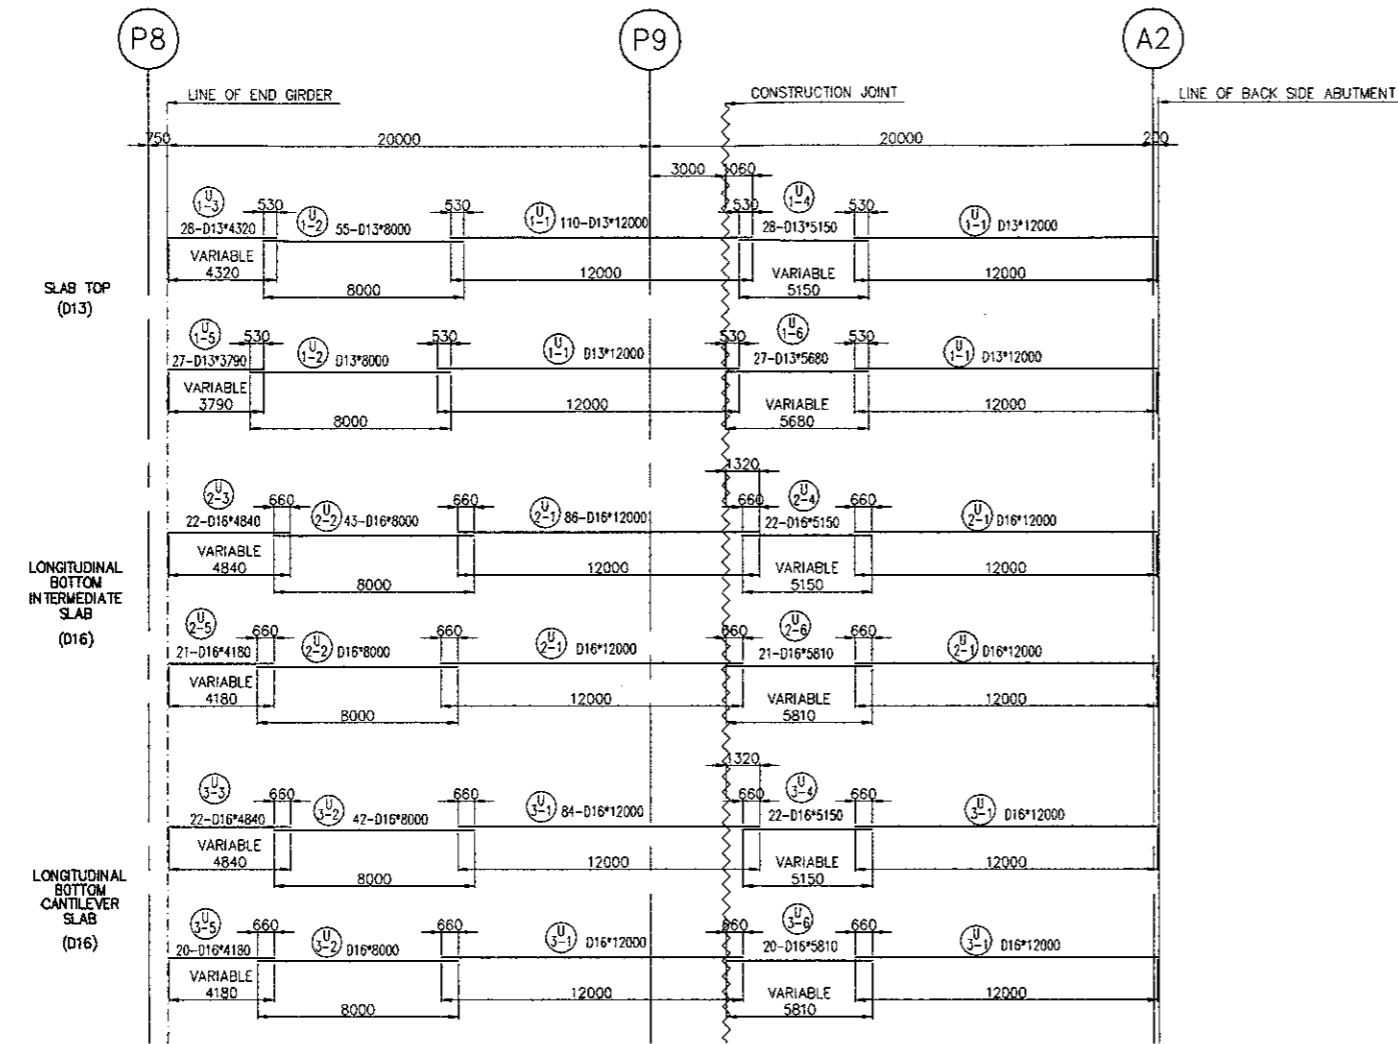 P8
P9
A2
LINE OF END GIRDER
CONSTRUCTION JOINT
LINE OF BACK SIDE ABUTMENT
750
20000
20000
200
3000
1060
U 1-3
530
U 1-2
530
U 1-1
110-D13*12000
530
U 1-4
530
U 1-1
D13*12000
28-D13*4320
55-D13*8000
28-D13*5150
VARIABLE
4320
8000
12000
VARIABLE
5150
12000
SLAB TOP
(D13)
U 1-5
530
U 1-2
530
U 1-1
D13*12000
530
U 1-6
530
U 1-1
D13*12000
27-D13*3790
D13*8000
27-D13*5680
VARIABLE
3790
8000
12000
VARIABLE
5680
12000
1320
U 2-3
660
U 2-2
43-D16*8000
660
U 2-1
86-D16*12000
660
U 2-4
660
U 2-1
D16*12000
22-D16*4840
22-D16*5150
VARIABLE
4840
8000
12000
VARIABLE
5150
12000
LONGITUDINAL
BOTTOM
INTERMEDIATE
SLAB
(D16)
U 2-5
660
U 2-2
D16*8000
660
U 2-1
D16*12000
660
U 2-6
660
U 2-1
D16*12000
21-D16*4180
21-D16*5810
VARIABLE
4180
8000
12000
VARIABLE
5810
12000
1320
U 3-3
660
U 3-2
42-D16*8000
660
U 3-1
84-D16*12000
660
U 3-4
660
U 3-1
D16*12000
22-D16*4840
22-D16*5150
VARIABLE
4840
8000
12000
VARIABLE
5150
12000
LONGITUDINAL
BOTTOM
CANTILEVER
SLAB
(D16)
U 3-5
660
U 3-2
D16*8000
660
U 3-1
D16*12000
660
U 3-6
660
U 3-1
D16*12000
20-D16*4180
20-D16*5810
VARIABLE
4180
8000
12000
VARIABLE
5810
12000